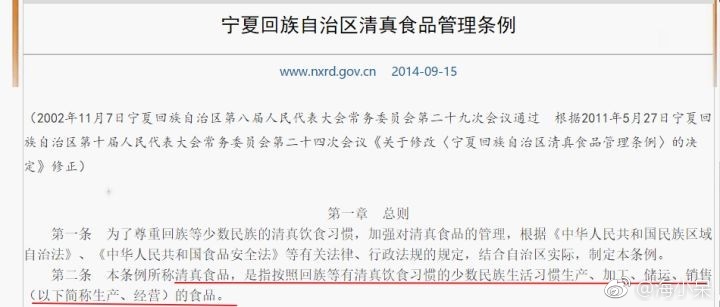 宁夏回族自治区清真食品管理条例
www.nxrd.gov.cn 2014-09-15
(2002年11月7日宁夏回族自治区第八届人民代表大会常务委员会第二十九次会议通过 根据2011年5月27日宁夏回
族自治区第十届人民代表大会常务委员会第二十四次会议《关于修改〈宁夏回族自治区清真食品管理条例〉的决
定》修正)
第一章 总则
第一条 为了尊重回族等少数民族的清真饮食习惯，加强对清真食品的管理，根据《中华人民共和国民族区域
自治法》、《中华人民共和国食品安全法》等有关法律、行政法规的规定，结合自治区实际，制定本条例。
第二条 本条例所称清真食品，是指按照回族等有清真饮食习惯的少数民族生活习惯生产、加工、储运、销售
(以下简称生产、经营)的食品。